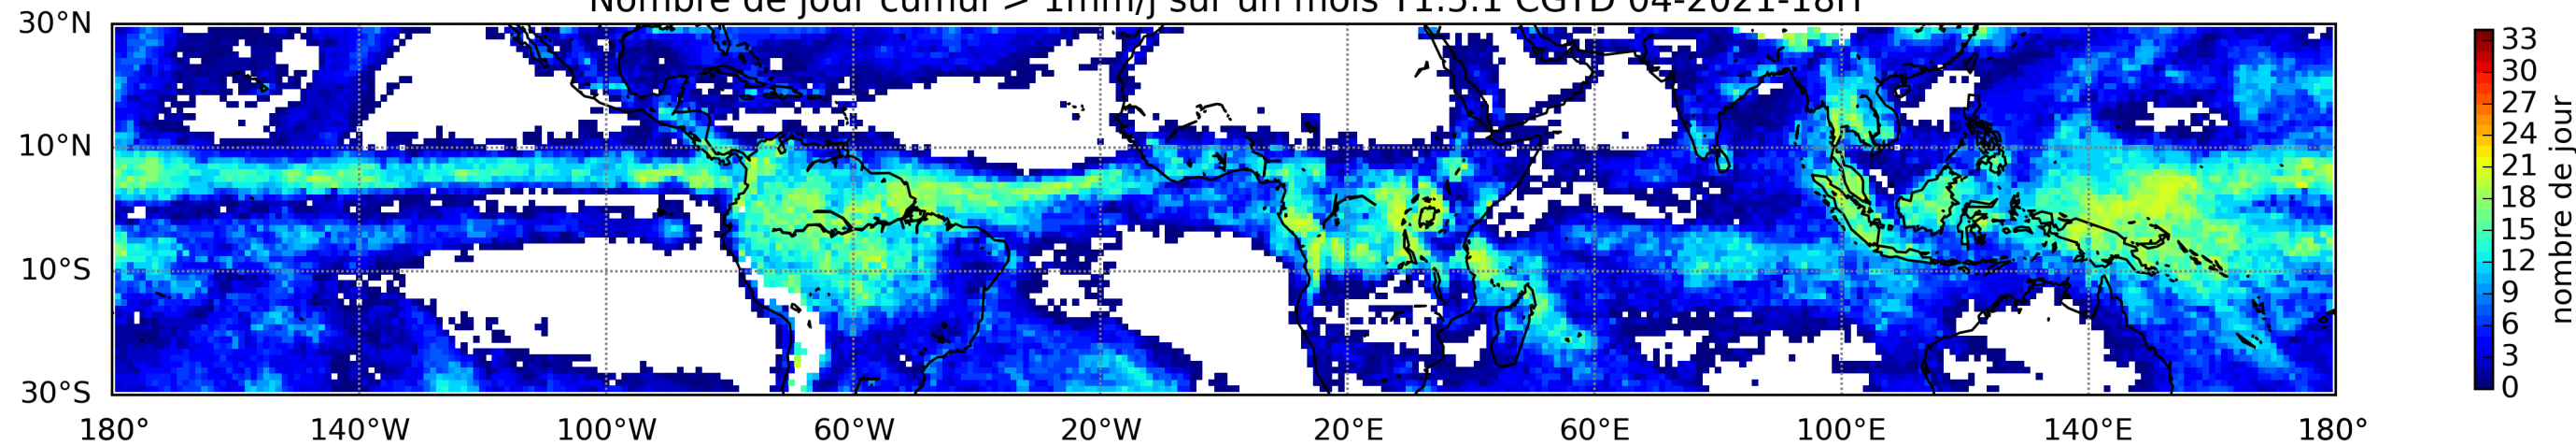 Nombre de jour cumul > 1mm/j sur un mois T1.5.1 CGTD 04-2021-18H
30°N
10°N
10°S
30°S
180° 140°W 100°W 60°W 20°W 20°E 60°E 100°E 140°E 180°
33
30
27
24
21
18
15
12
9
6
3
0
nombre de jour